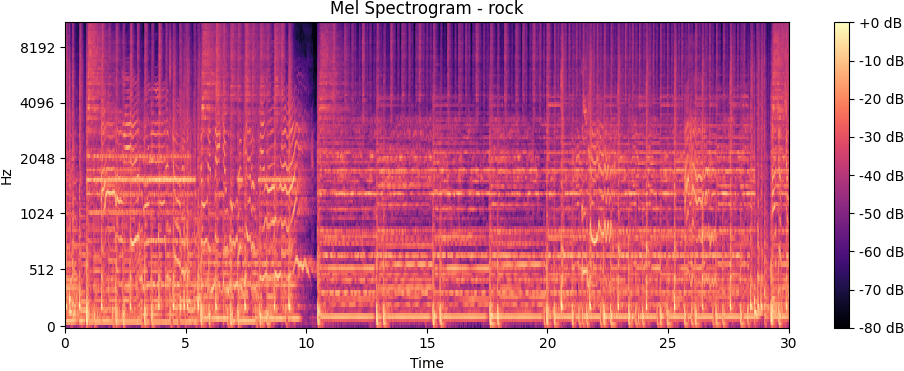 Mel Spectrogram - rock
Hz
8192
4096
2048
1024
512
0
0 5 10 15 20 25 30
Time
+0 dB
-10 dB
-20 dB
-30 dB
-40 dB
-50 dB
-60 dB
-70 dB
-80 dB